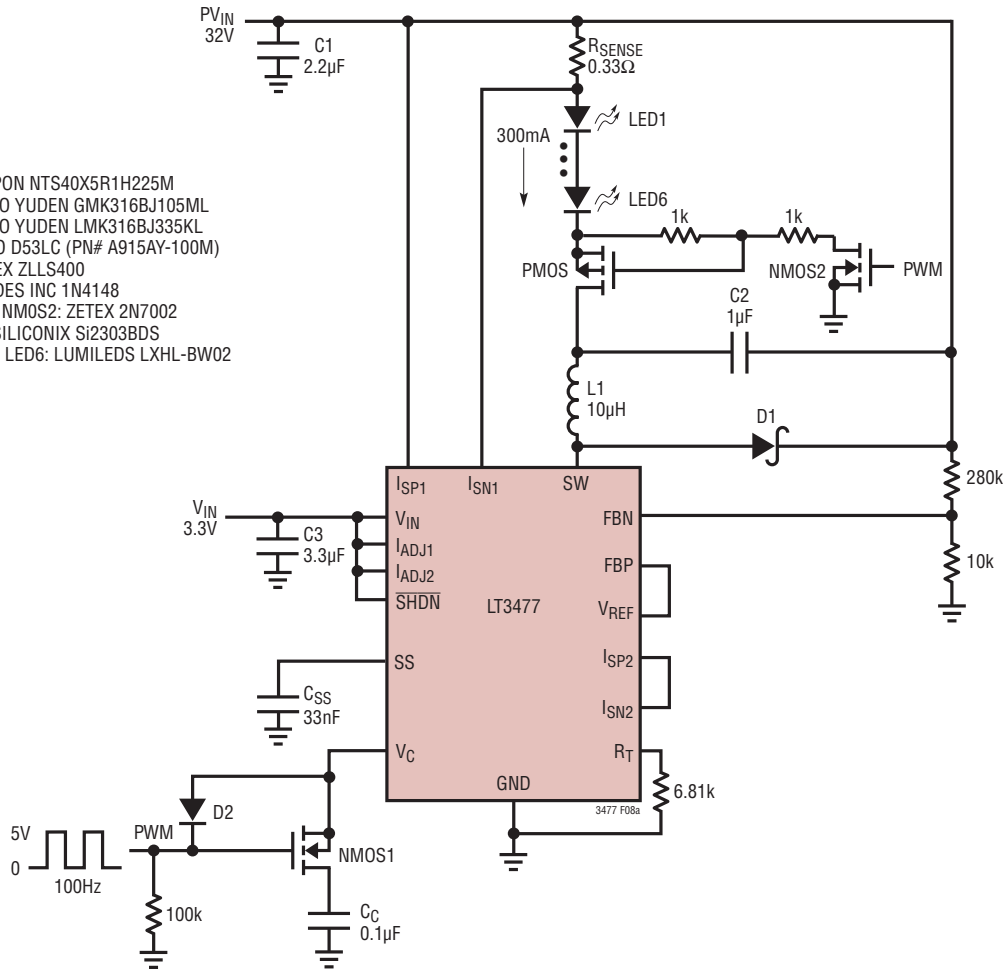 PVIN
32V
C1
2.2µF
RSENSE
0.33Ω
LED1
300mA
LED6
PON NTS40X5R1H225M
O YUDEN GMK316BJ105ML
O YUDEN LMK316BJ335KL
D53LC (PN# A915AY-100M)
EX ZLLS400
DES INC 1N4148
NMOS2: ZETEX 2N7002
SILICONIX Si2303BDS
LED6: LUMILEDS LXHL-BW02
1k
1k
PMOS
NMOS2
PWM
C2
1µF
L1
10µH
D1
280k
10k
ISP1
ISN1
SW
VIN
3.3V
C3
3.3µF
VIN
IADJ1
IADJ2
SHDN
FBN
FBP
VREF
LT3477
ISP2
ISN2
SS
CSS
33nF
VC
RT
GND
6.81k
3477 F08a
D2
5V
0
100Hz
PWM
NMOS1
100k
CC
0.1µF